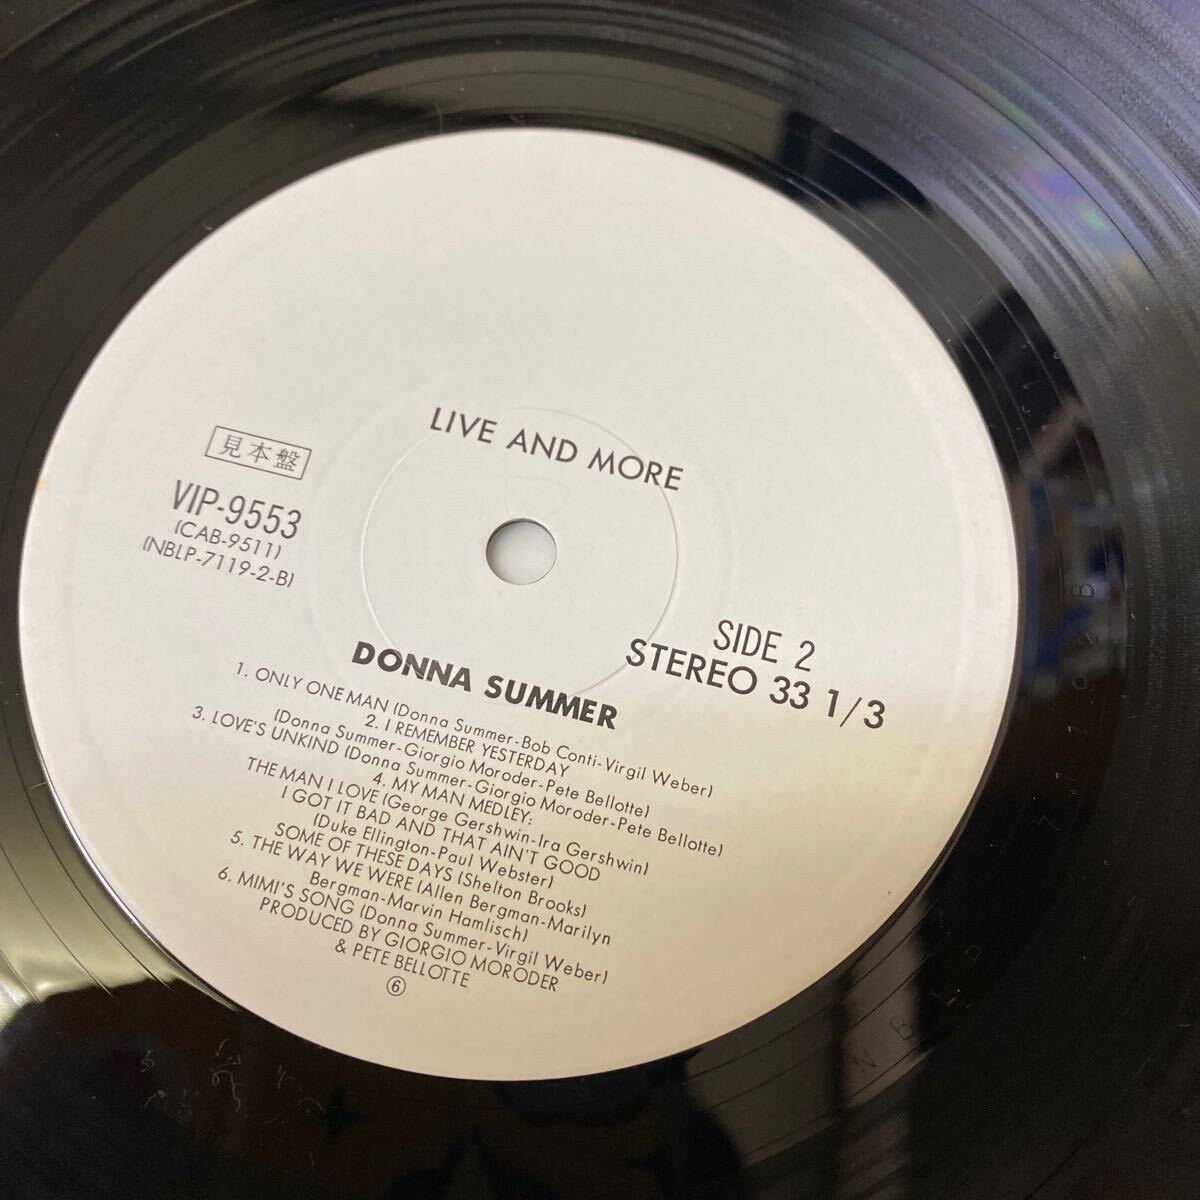 LIVE AND MORE
見本盤
VIP-9553
(CAB-9511)
(NBLP-7119-2-B)
SIDE 2
STEREO 33 1/3
DONNA SUMMER
1. ONLY ONE MAN (Donna Summer-Bob Conti-Virgil Weber)
2. I REMEMBER YESTERDAY
(Donna Summer-Giorgio Moroder-Pete Bellotte)
3. LOVE'S UNKIND (Donna Summer-Giorgio Moroder-Pete Bellotte)
4. MY MAN MEDLEY:
THE MAN I LOVE (George Gershwin-Ira Gershwin)
I GOT IT BAD AND THAT AIN'T GOOD
(Duke Ellington-Paul Webster)
SOME OF THESE DAYS (Shelton Brooks)
5. THE WAY WE WERE (Allen Bergman-Marilyn
Bergman-Marvin Hamlisch)
6. MIMI'S SONG (Donna Summer-Virgil Weber)
PRODUCED BY GIORGIO MORODER
& PETE BELLOTTE
⑥